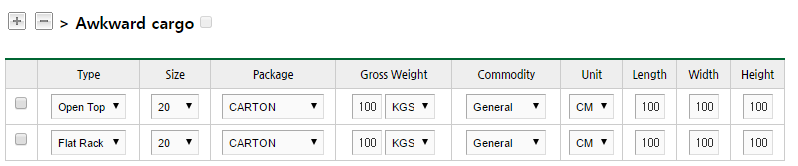 > Awkward cargo
Type Size Package Gross Weight Commodity Unit Length Width Height
Open Top 20 CARTON 100 KGS General CM 100 100 100
Flat Rack 20 CARTON 100 KGS General CM 100 100 100